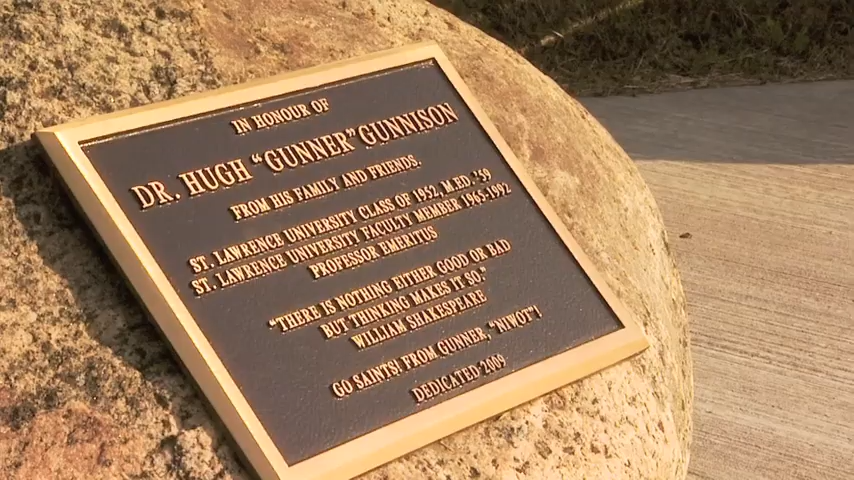 IN HONOUR OF
DR. HUGH "GUNNER" GUNNISON
FROM HIS FAMILY AND FRIENDS.
ST. LAWRENCE UNIVERSITY CLASS OF 1952, M.ED. '59
ST. LAWRENCE UNIVERSITY FACULTY MEMBER 1965-1992
PROFESSOR EMERITUS
"THERE IS NOTHING EITHER GOOD OR BAD
BUT THINKING MAKES IT SO."
WILLIAM SHAKESPEARE
GO SAINTS! FROM GUNNER, "NIWOT"!
DEDICATED 2009